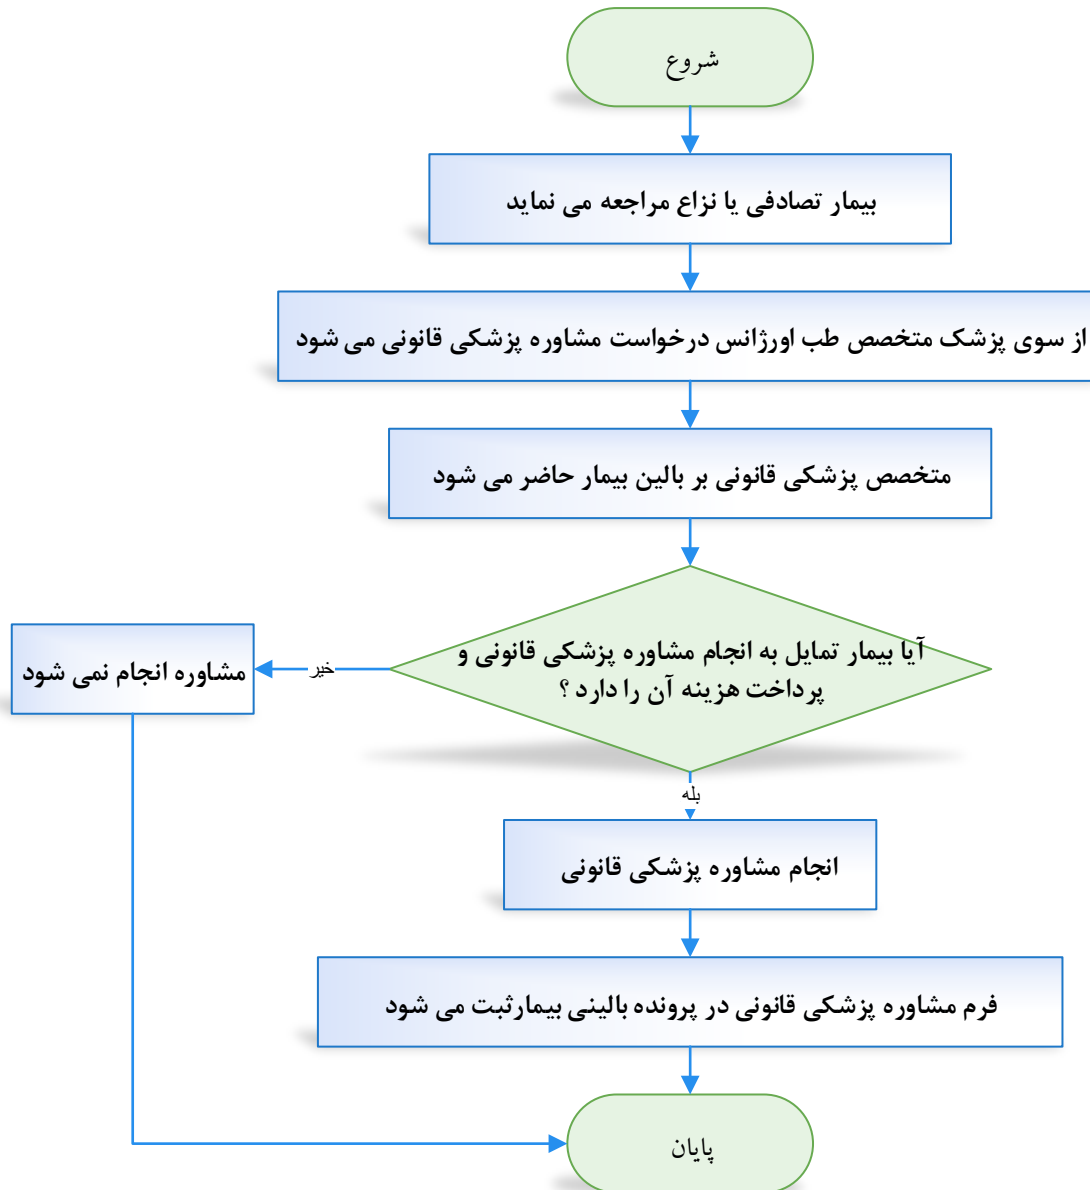 شروع
بیمار تصادفی یا نزاع مراجعه می نماید
از سوی پزشک متخصص طب اورژانس درخواست مشاوره پزشکی قانونی می شود
متخصص پزشکی قانونی بر بالین بیمار حاضر می شود
آیا بیمار تمایل به انجام مشاوره پزشکی قانونی و
پرداخت هزینه آن را دارد ؟
خیر
مشاوره انجام نمی شود
بله
انجام مشاوره پزشکی قانونی
فرم مشاوره پزشکی قانونی در پرونده بالینی بیمارثبت می شود
پایان